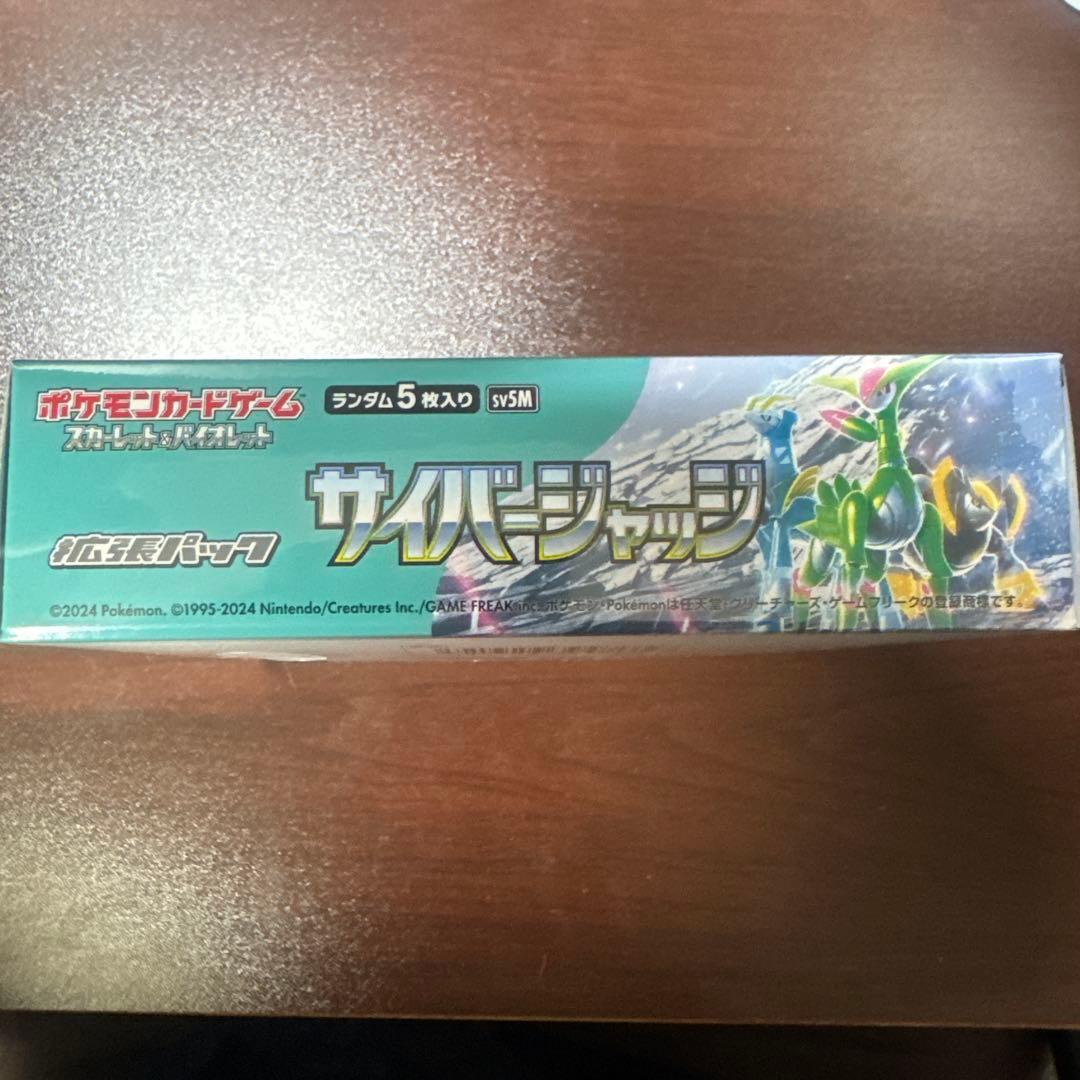 ポケモンカードゲーム
スカーレット&バイオレット
ランダム5枚入り
sv5M
サイバージャッジ
拡張パック
©2024 Pokémon. ©1995-2024 Nintendo/Creatures Inc./GAME FREAK inc. ポケモン・Pokémonは任天堂・クリーチャーズ・ゲームフリークの登録商標です。